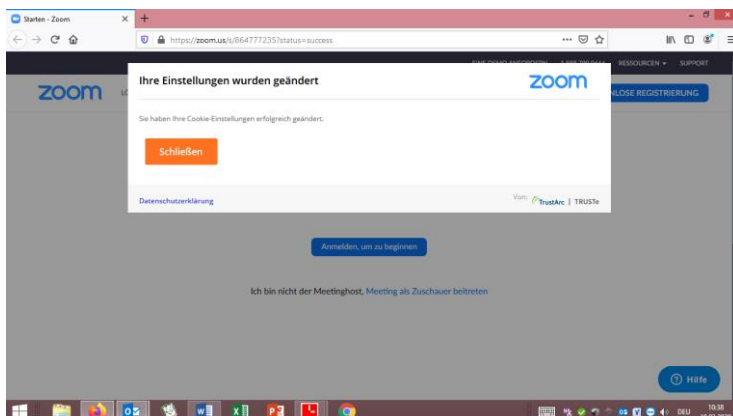 Starten - Zoom
https://zoom.us/s/864777235?status=success
RESSOURCEN
SUPPORT
zoom
Ihre Einstellungen wurden geändert
zoom
Sie haben Ihre Cookie-Einstellungen erfolgreich geändert.
Schließen
Datenschutzerklärung
Von: TrustArc | TRUSTe
Anmelden, um zu beginnen
Ich bin nicht der Meetinghost, Meeting als Zuschauer beitreten
Hilfe
DEU
10:38